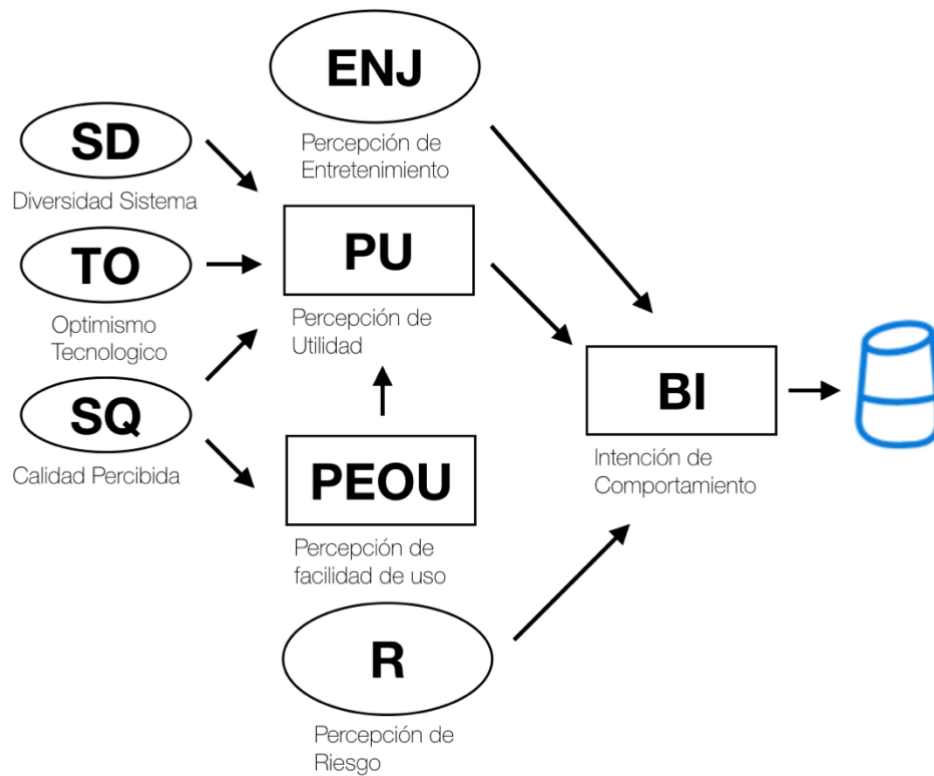 ENJ
Percepción de
Entretenimiento
SD
Diversidad Sistema
TO
Optimismo
Tecnologico
SQ
Calidad Percibida
PU
Percepción de
Utilidad
PEOU
Percepción de
facilidad de uso
R
Percepción de
Riesgo
BI
Intención de
Comportamiento